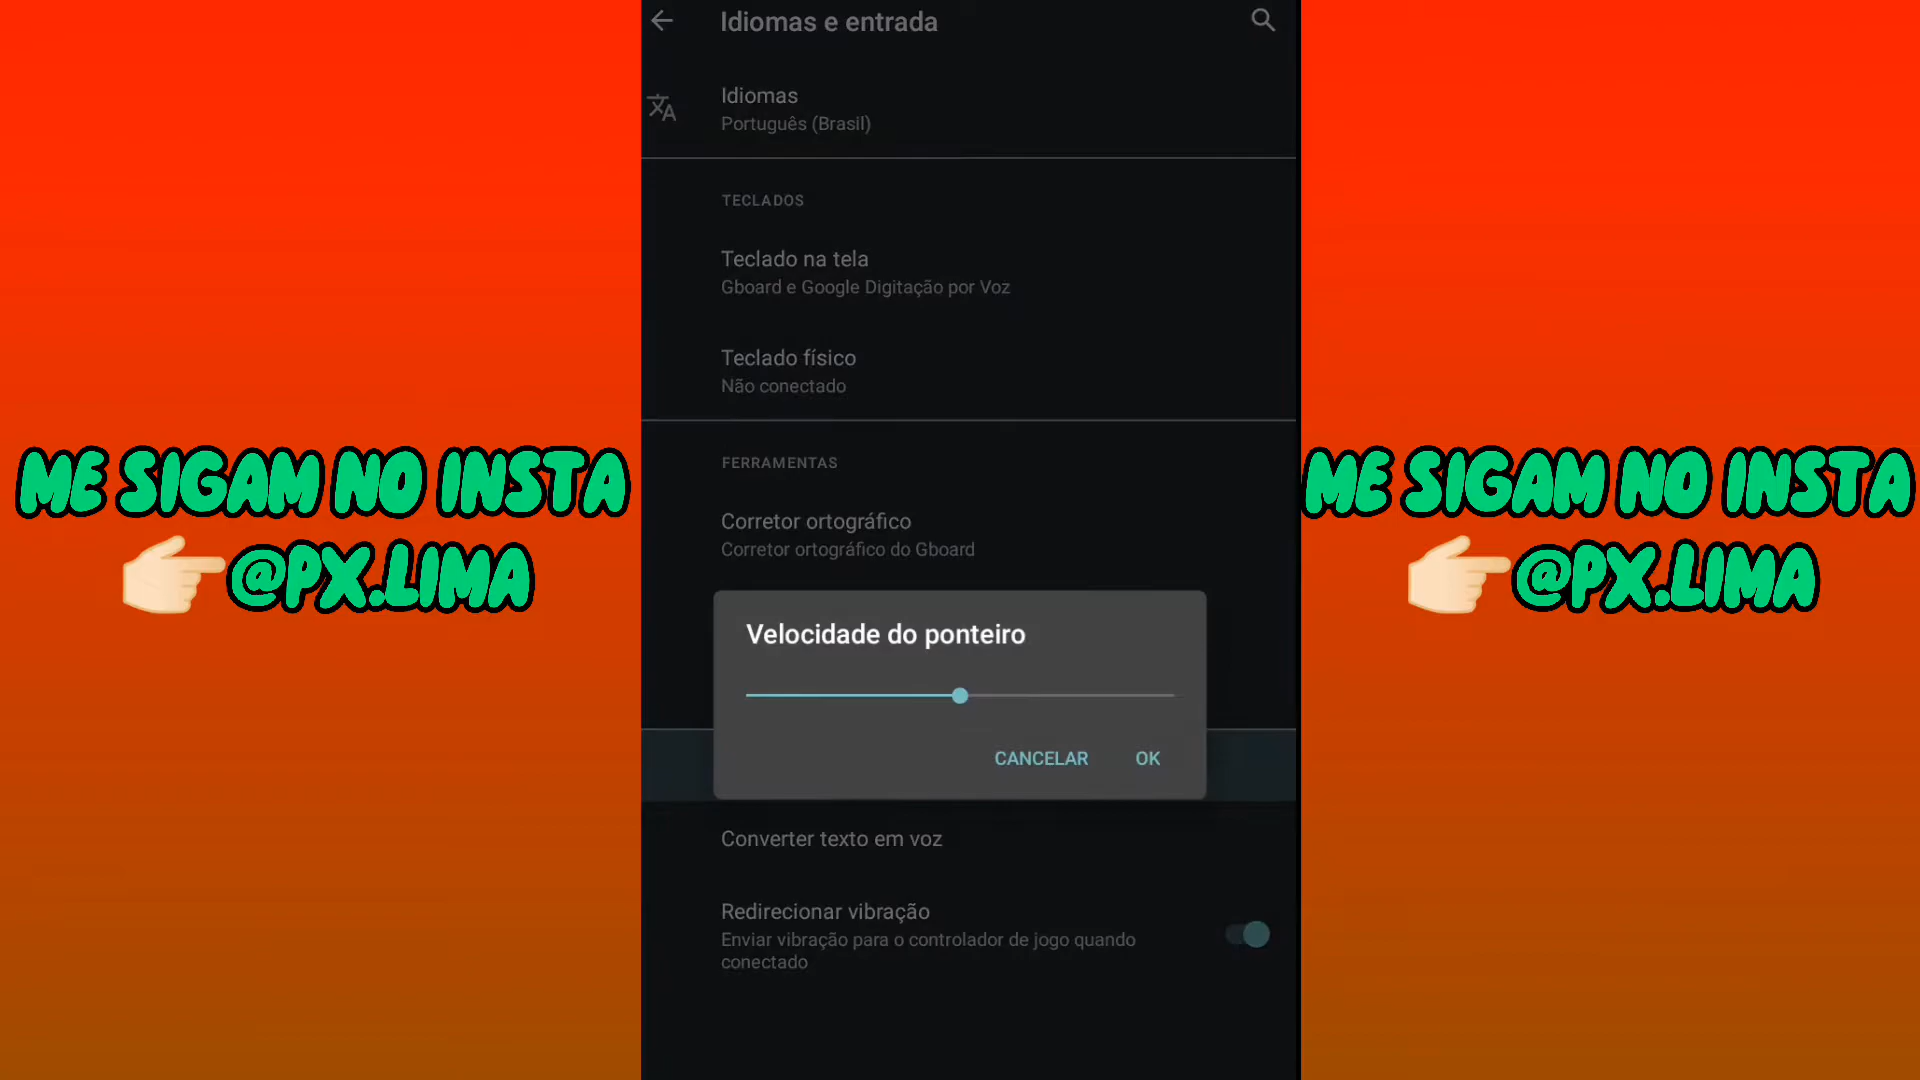 Idiomas e entrada
Idiomas
Português (Brasil)
TECLADOS
Teclado na tela
Gboard e Google Digitação por Voz
Teclado físico
Não conectado
FERRAMENTAS
Corretor ortográfico
Corretor ortográfico do Gboard
Velocidade do ponteiro
CANCELAR OK
Converter texto em voz
Redirecionar vibração
Enviar vibração para o controlador de jogo quando
conectado
ME SIGAM NO INSTA
@PX.LIMA
ME SIGAM NO INSTA
@PX.LIMA